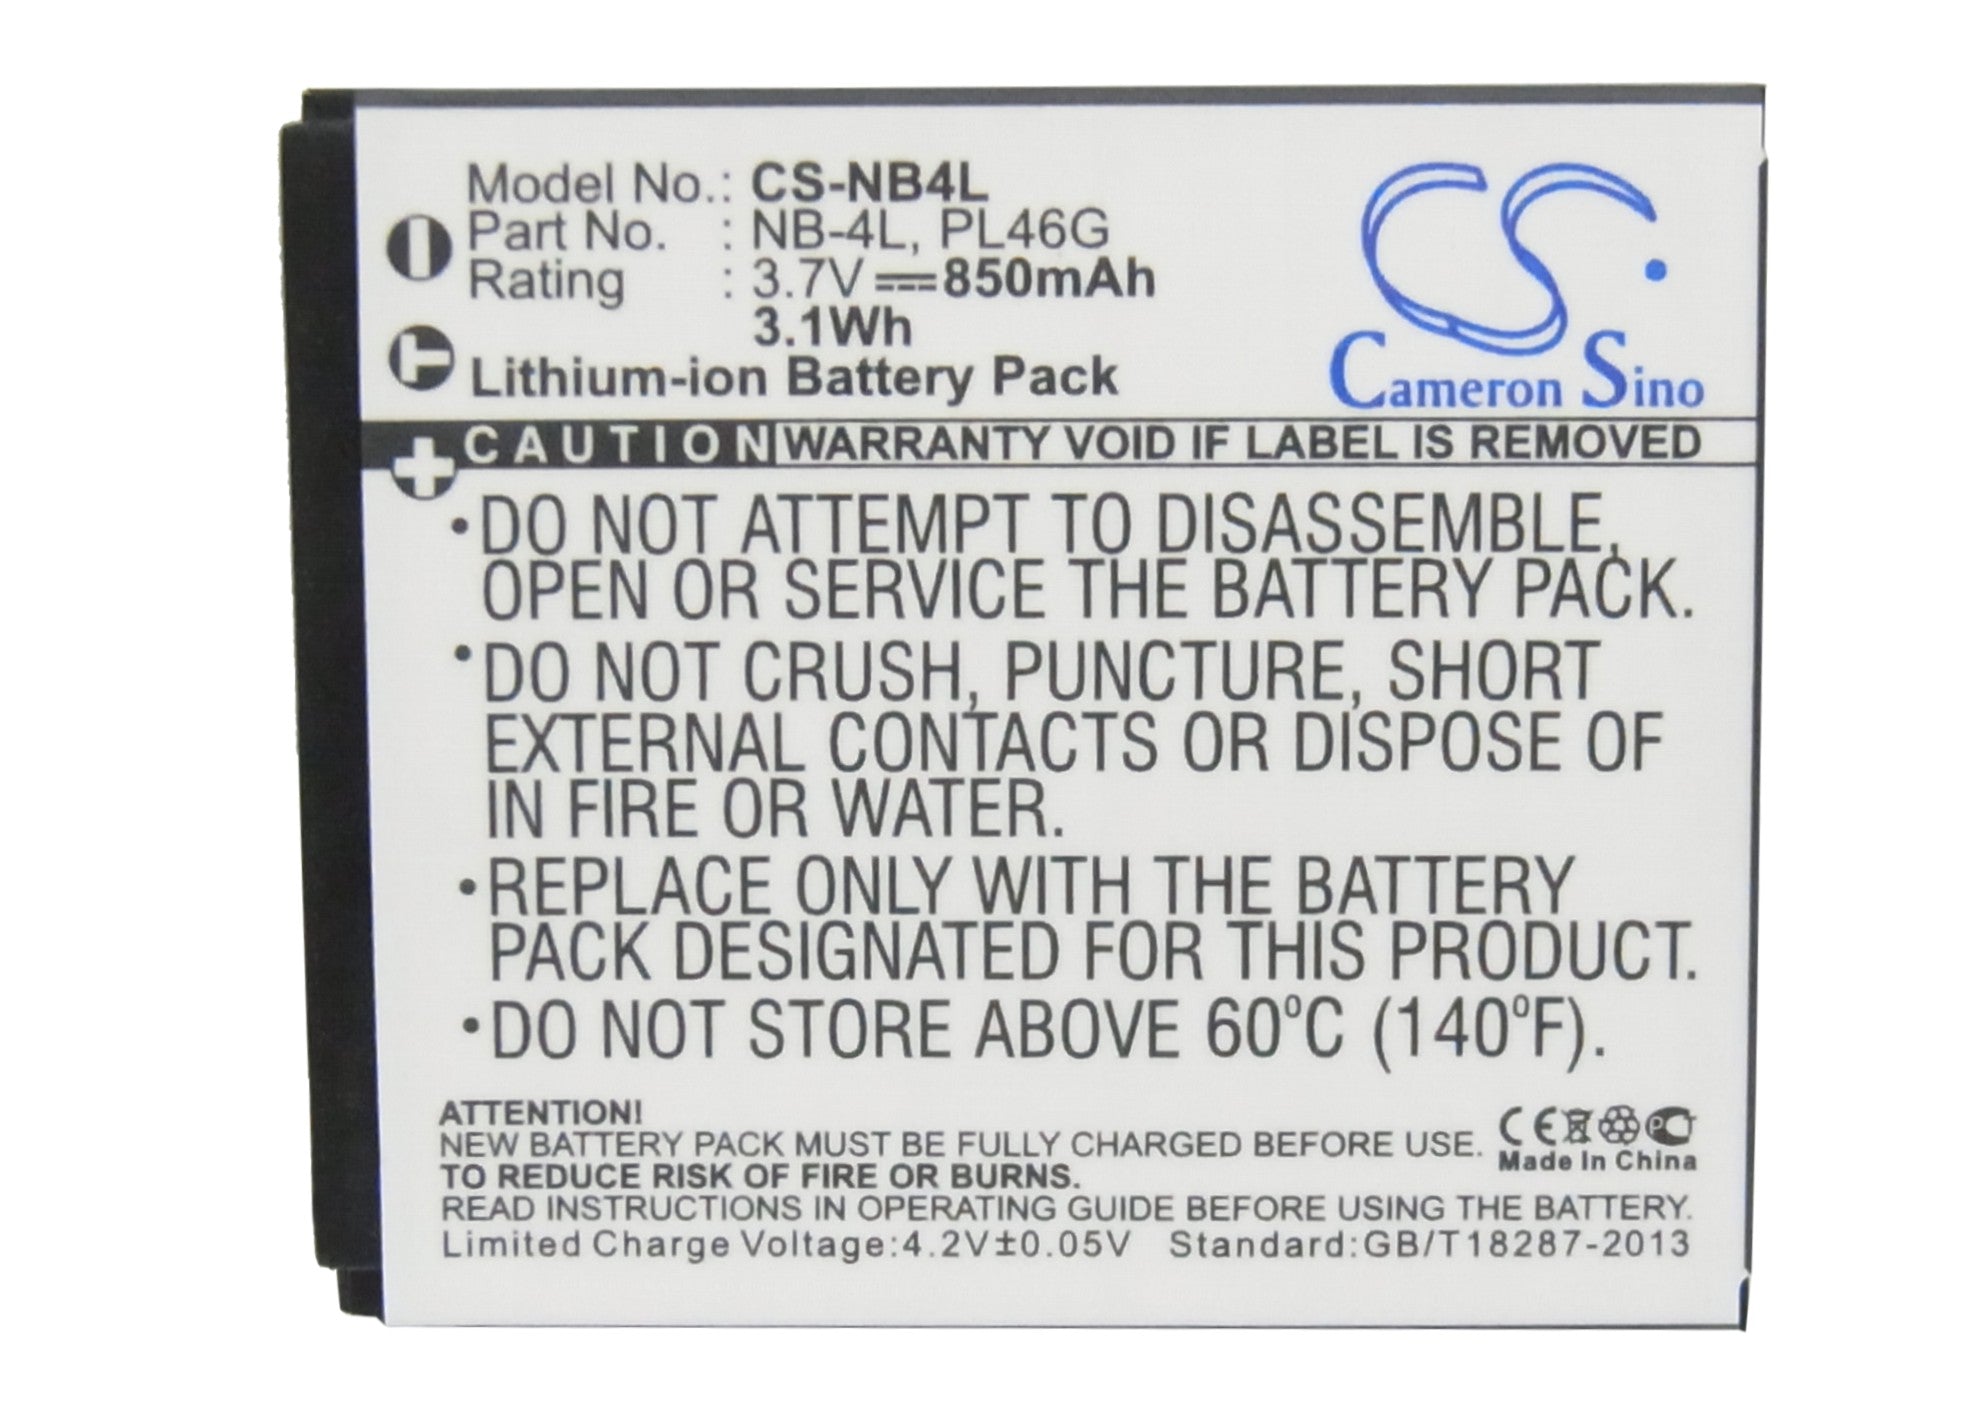 Model No.: CS-NB4L
Part No. : NB-4L, PL46G
Rating : 3.7V 850mAh
3.1Wh
Lithium-ion Battery Pack
CS
Cameron Sino
CAUTION WARRANTY VOID IF LABEL IS REMOVED
•DO NOT ATTEMPT TO DISASSEMBLE,
OPEN OR SERVICE THE BATTERY PACK.
•DO NOT CRUSH, PUNCTURE, SHORT
EXTERNAL CONTACTS OR DISPOSE OF
IN FIRE OR WATER.
•REPLACE ONLY WITH THE BATTERY
PACK DESIGNATED FOR THIS PRODUCT.
•DO NOT STORE ABOVE 60ºC (140ºF).
ATTENTION!
NEW BATTERY PACK MUST BE FULLY CHARGED BEFORE USE.
CE PC
Made In China
TO REDUCE RISK OF FIRE OR BURNS.
READ INSTRUCTIONS IN OPERATING GUIDE BEFORE USING THE BATTERY.
Limited Charge Voltage:4.2V±0.05V Standard:GB/T18287-2013